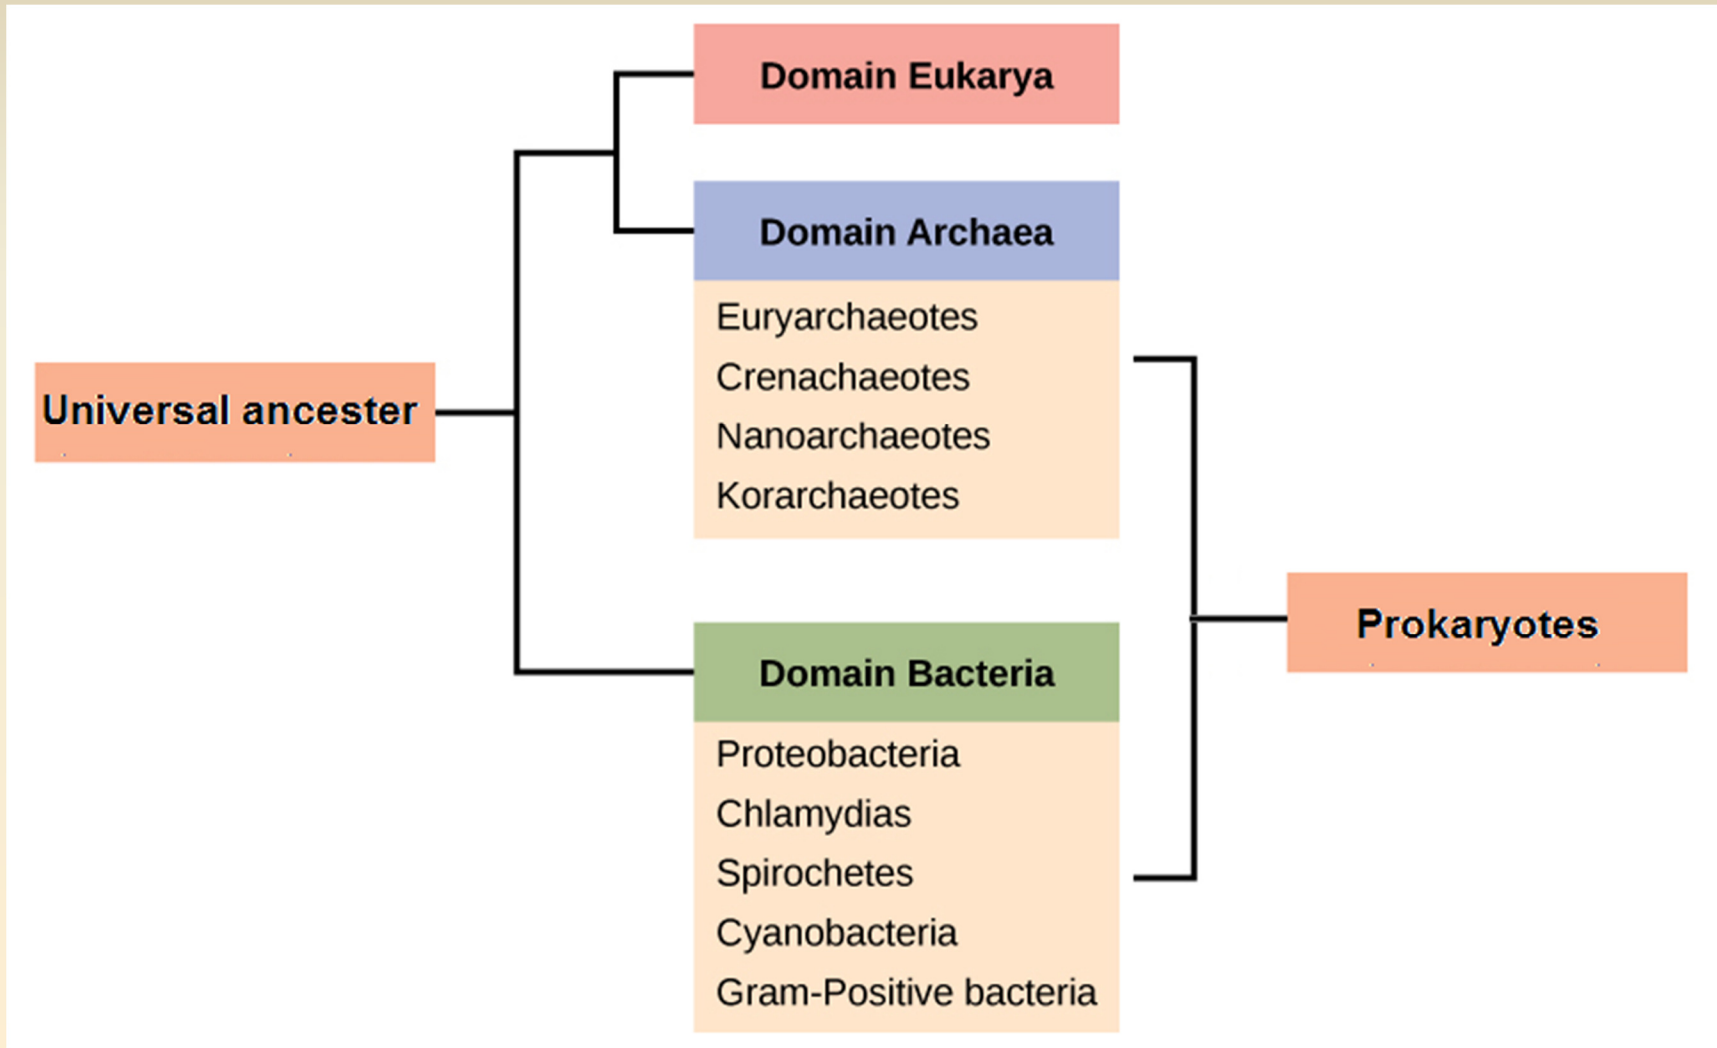 Domain Eukarya
Domain Archaea
Euryarchaeotes
Crenachaeotes
Nanoarchaeotes
Korarchaeotes
Universal ancester
Domain Bacteria
Proteobacteria
Chlamydias
Spirochetes
Cyanobacteria
Gram-Positive bacteria
Prokaryotes